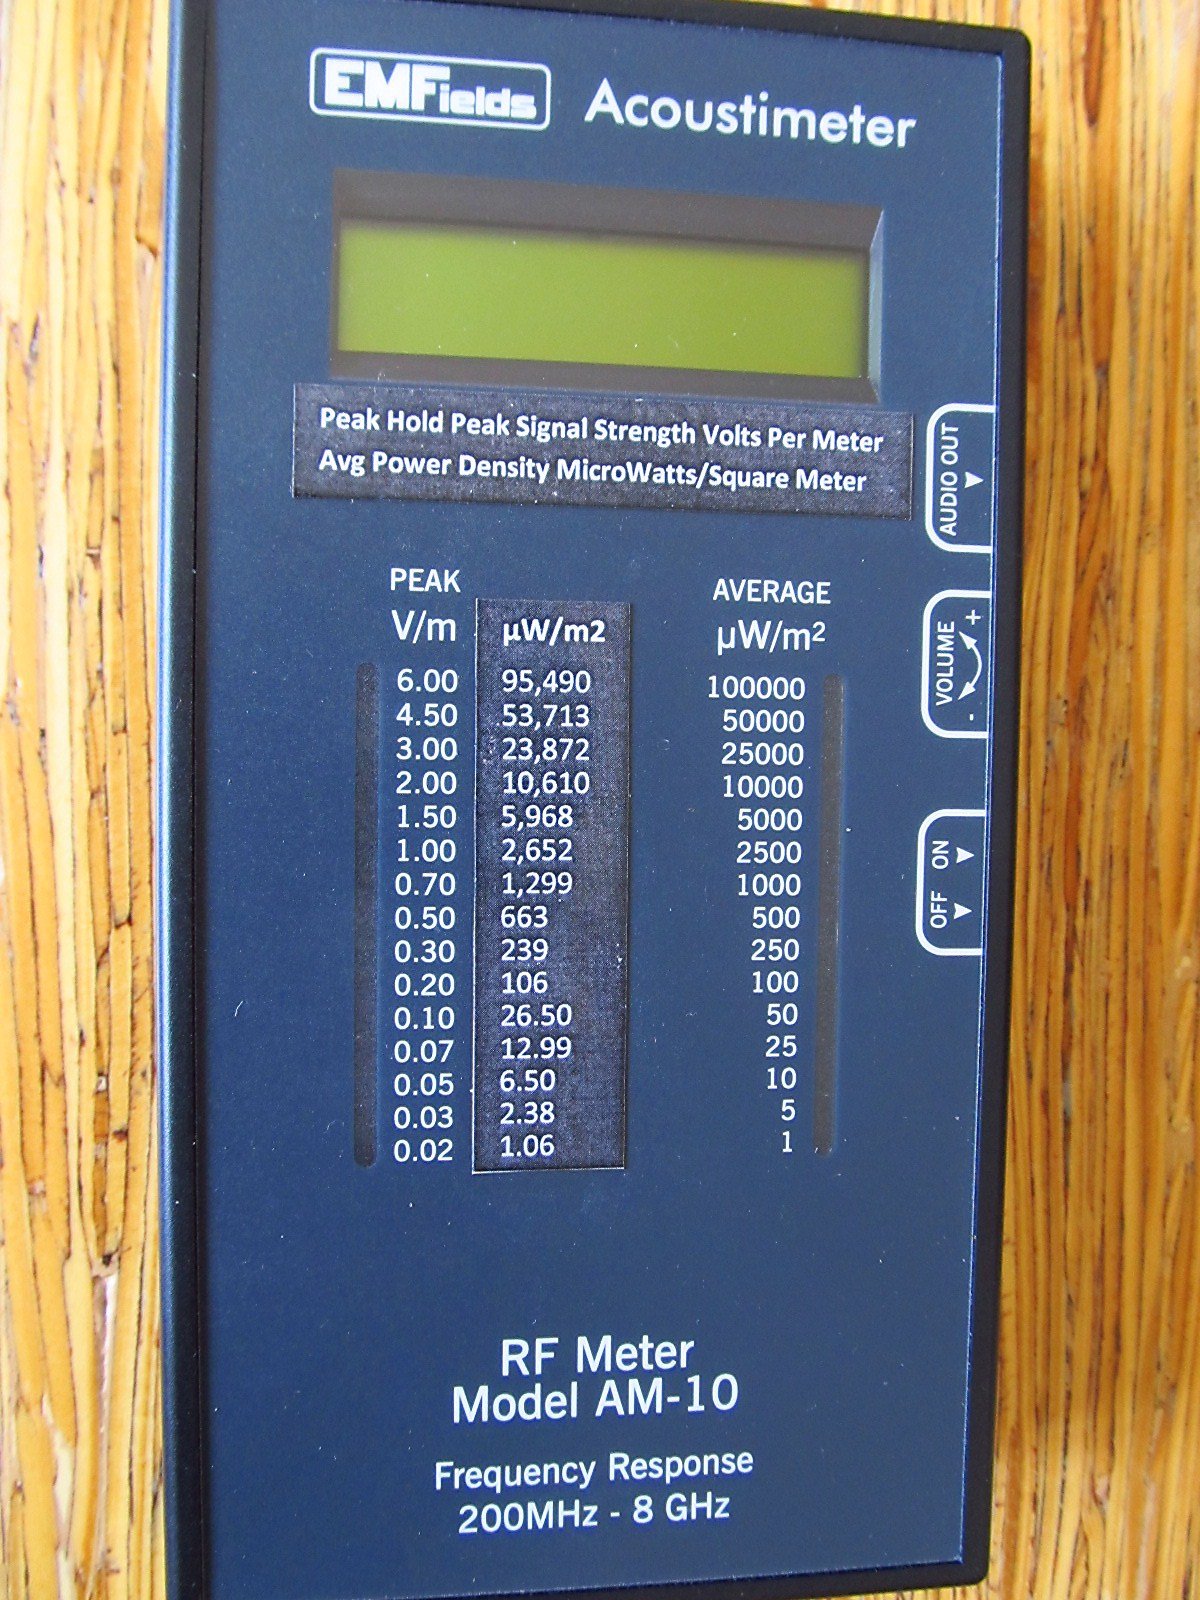 EMFields Acoustimeter
Peak Hold Peak Signal Strength Volts Per Meter
Avg Power Density MicroWatts/Square Meter
AUDIO OUT
VOLUME
- +
OFF ON
PEAK AVERAGE
V/m µW/m2 µW/m²
6.00 95,490 100000
4.50 53,713 50000
3.00 23,872 25000
2.00 10,610 10000
1.50 5,968 5000
1.00 2,652 2500
0.70 1,299 1000
0.50 663 500
0.30 239 250
0.20 106 100
0.10 26.50 50
0.07 12.99 25
0.05 6.50 10
0.03 2.38 5
0.02 1.06 1
RF Meter
Model AM-10
Frequency Response
200MHz - 8 GHz